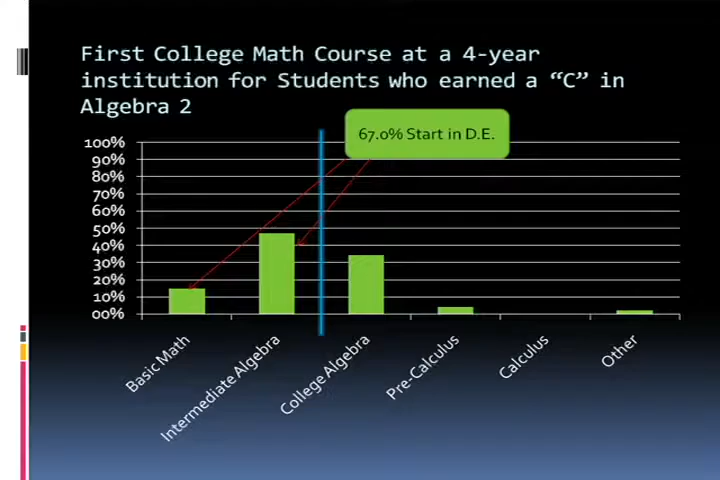 First College Math Course at a 4-year
institution for Students who earned a “C” in
Algebra 2
67.0% Start in D.E.
100%
90%
80%
70%
60%
50%
40%
30%
20%
10%
00%
Basic Math
Intermediate Algebra
College Algebra
Pre-Calculus
Calculus
Other